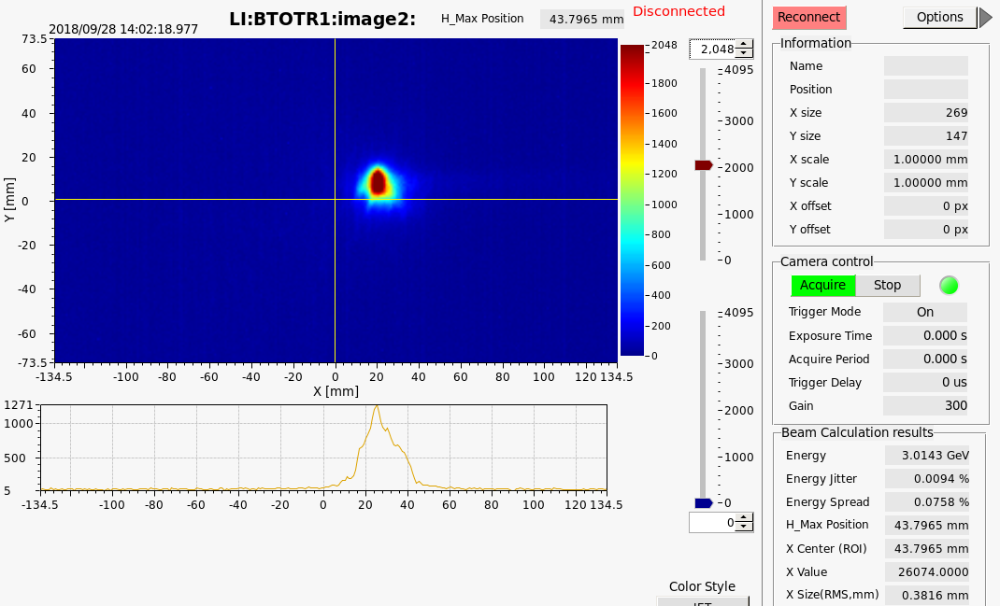 LI:BTOTR1:image2: H_Max Position 43.7965 mm Disconnected
2018/09/28 14:02:18.977
73.5
60
40
20
0
-20
-40
-60
-73.5
Y [mm]
-134.5 -100 -80 -60 -40 -20 0 20 40 60 80 100 120 134.5
X [mm]
2048
1800
1600
1400
1200
1000
800
600
400
200
0
2,048
4095
3000
2000
1000
0
1271
1000
500
5
-134.5 -100 -80 -60 -40 -20 0 20 40 60 80 100 120 134.5
4095
3000
2000
1000
0
0
Color Style
JET
Reconnect Options
Information
Name
Position
X size 269
Y size 147
X scale 1.00000 mm
Y scale 1.00000 mm
X offset 0 px
Y offset 0 px
Camera control
Acquire Stop
Trigger Mode On
Exposure Time 0.000 s
Acquire Period 0.000 s
Trigger Delay 0 us
Gain 300
Beam Calculation results
Energy 3.0143 GeV
Energy Jitter 0.0094 %
Energy Spread 0.0758 %
H_Max Position 43.7965 mm
X Center (ROI) 43.7965 mm
X Value 26074.0000
X Size(RMS,mm) 0.3816 mm